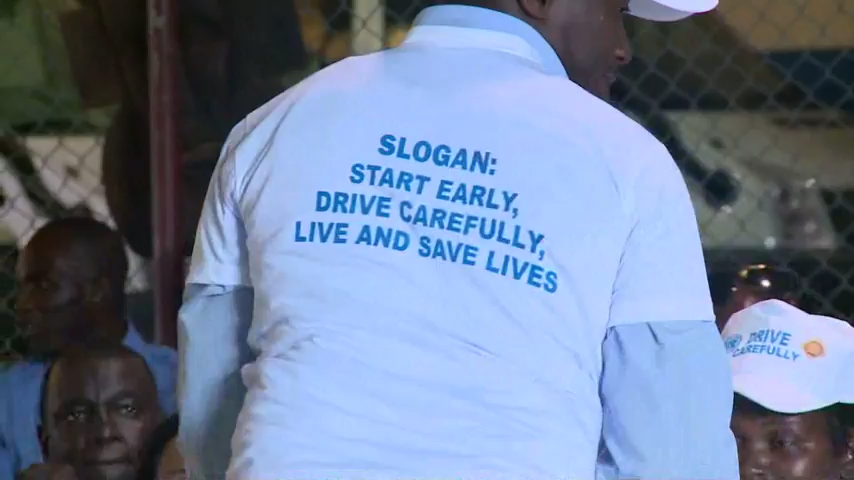 SLOGAN:
START EARLY,
DRIVE CAREFULLY,
LIVE AND SAVE LIVES
DRIVE
CAREFULLY